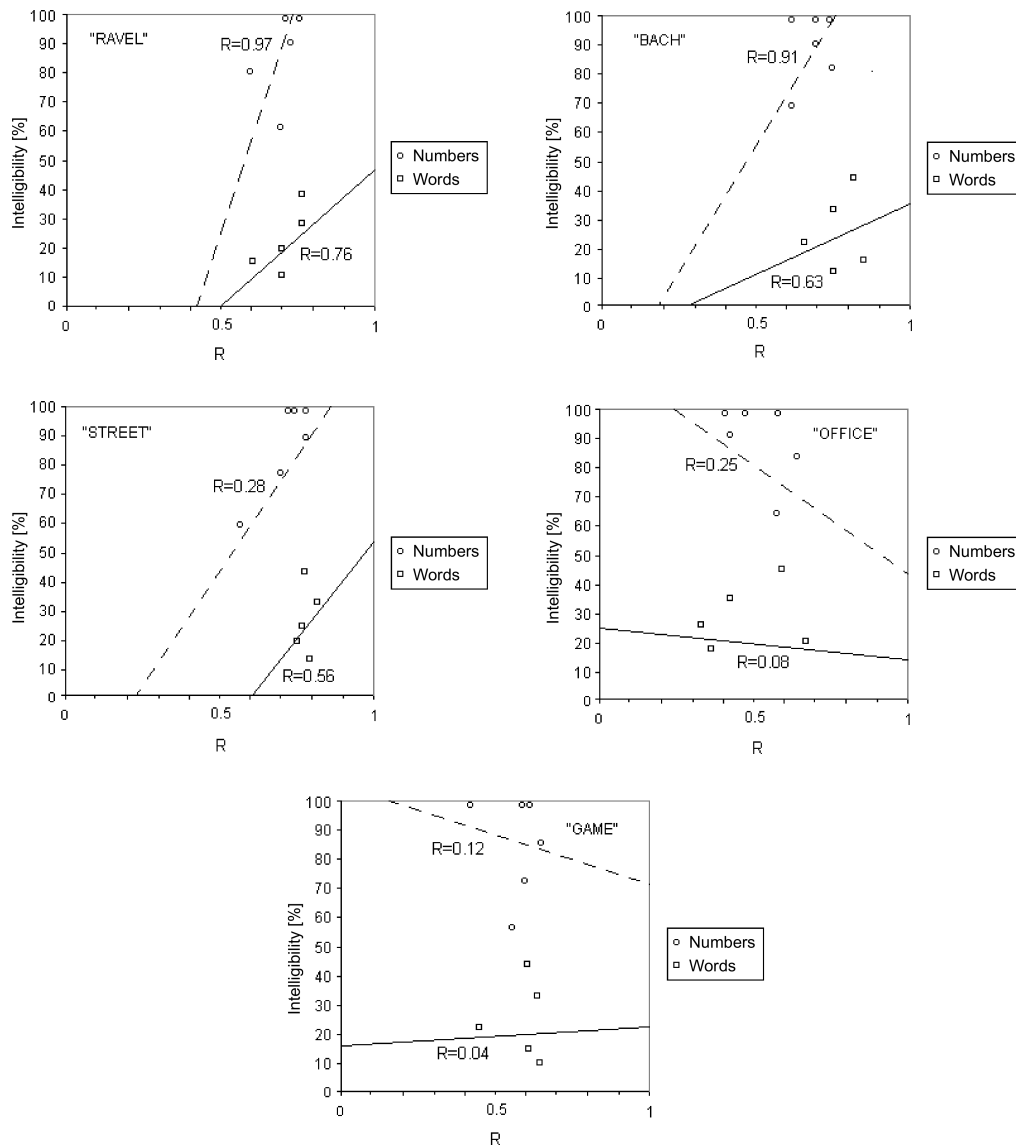 "RAVEL"
R=0.97
R=0.76
Intelligibility [%]
100
90
80
70
60
50
40
30
20
10
0
0
0.5
1
R
Numbers
Words
"BACH"
R=0.91
R=0.63
Intelligibility [%]
100
90
80
70
60
50
40
30
20
10
0
0
0.5
1
R
Numbers
Words
"STREET"
R=0.28
R=0.56
Intelligibility [%]
100
90
80
70
60
50
40
30
20
10
0
0
0.5
1
R
Numbers
Words
"OFFICE"
R=0.25
R=0.08
Intelligibility [%]
100
90
80
70
60
50
40
30
20
10
0
0
0.5
1
R
Numbers
Words
"GAME"
R=0.12
R=0.04
Intelligibility [%]
100
90
80
70
60
50
40
30
20
10
0
0
0.5
1
R
Numbers
Words